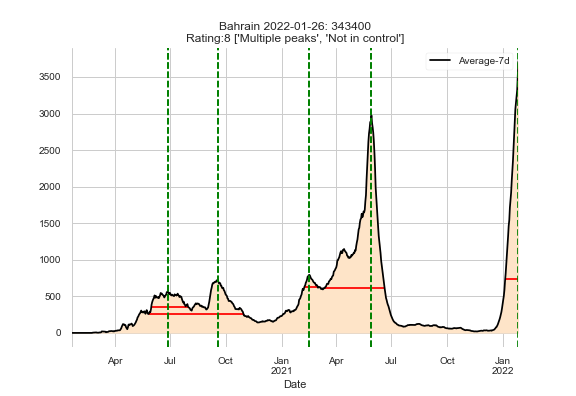 Bahrain 2022-01-26: 343400
Rating:8 ['Multiple peaks', 'Not in control']
Average-7d
3500
3000
2500
2000
1500
1000
500
0
Apr Jul Oct Jan Apr Jul Oct Jan
2021 2022
Date